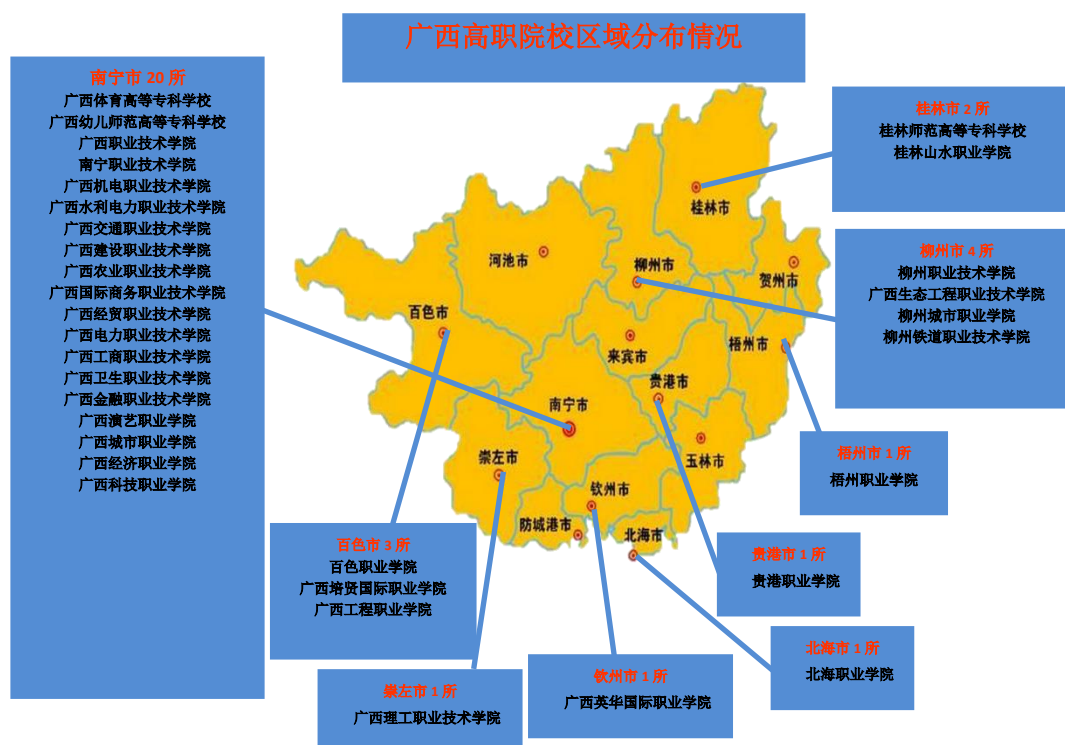 广西高职院校区域分布情况
南宁市 20 所
广西体育高等专科学校
广西幼儿师范高等专科学校
广西职业技术学院
南宁职业技术学院
广西机电职业技术学院
广西水利电力职业技术学院
广西交通职业技术学院
广西建设职业技术学院
广西农业职业技术学院
广西国际商务职业技术学院
广西经贸职业技术学院
广西电力职业技术学院
广西工商职业技术学院
广西卫生职业技术学院
广西金融职业技术学院
广西演艺职业学院
广西城市职业学院
广西经济职业学院
广西科技职业学院
桂林市 2 所
桂林师范高等专科学校
桂林山水职业学院
柳州市 4 所
柳州职业技术学院
广西生态工程职业技术学院
柳州城市职业学院
柳州铁道职业技术学院
梧州市 1 所
梧州职业学院
贵港市 1 所
贵港职业学院
北海市 1 所
北海职业学院
钦州市 1 所
广西英华国际职业学院
崇左市 1 所
广西理工职业技术学院
百色市 3 所
百色职业学院
广西培贤国际职业学院
广西工程职业学院
桂林市
河池市
柳州市
贺州市
百色市
来宾市
梧州市
贵港市
南宁市
崇左市
玉林市
钦州市
防城港市
北海市